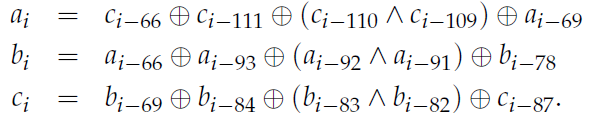 a_i = c_{i−66} ⊕ c_{i−111} ⊕ (c_{i−110} ∧ c_{i−109}) ⊕ a_{i−69}
b_i = a_{i−66} ⊕ a_{i−93} ⊕ (a_{i−92} ∧ a_{i−91}) ⊕ b_{i−78}
c_i = b_{i−69} ⊕ b_{i−84} ⊕ (b_{i−83} ∧ b_{i−82}) ⊕ c_{i−87}.